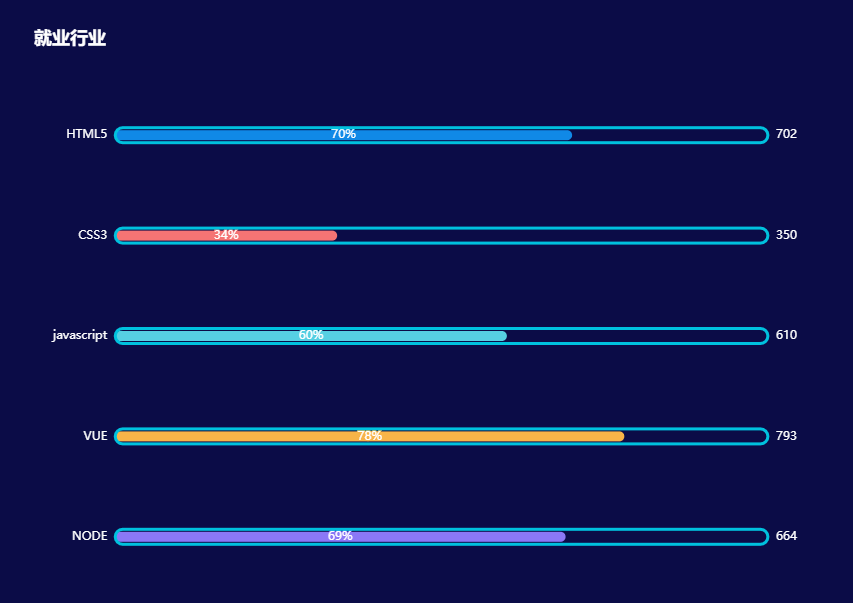 就业行业
HTML5 70% 702
CSS3 34% 350
javascript 60% 610
VUE 78% 793
NODE 69% 664